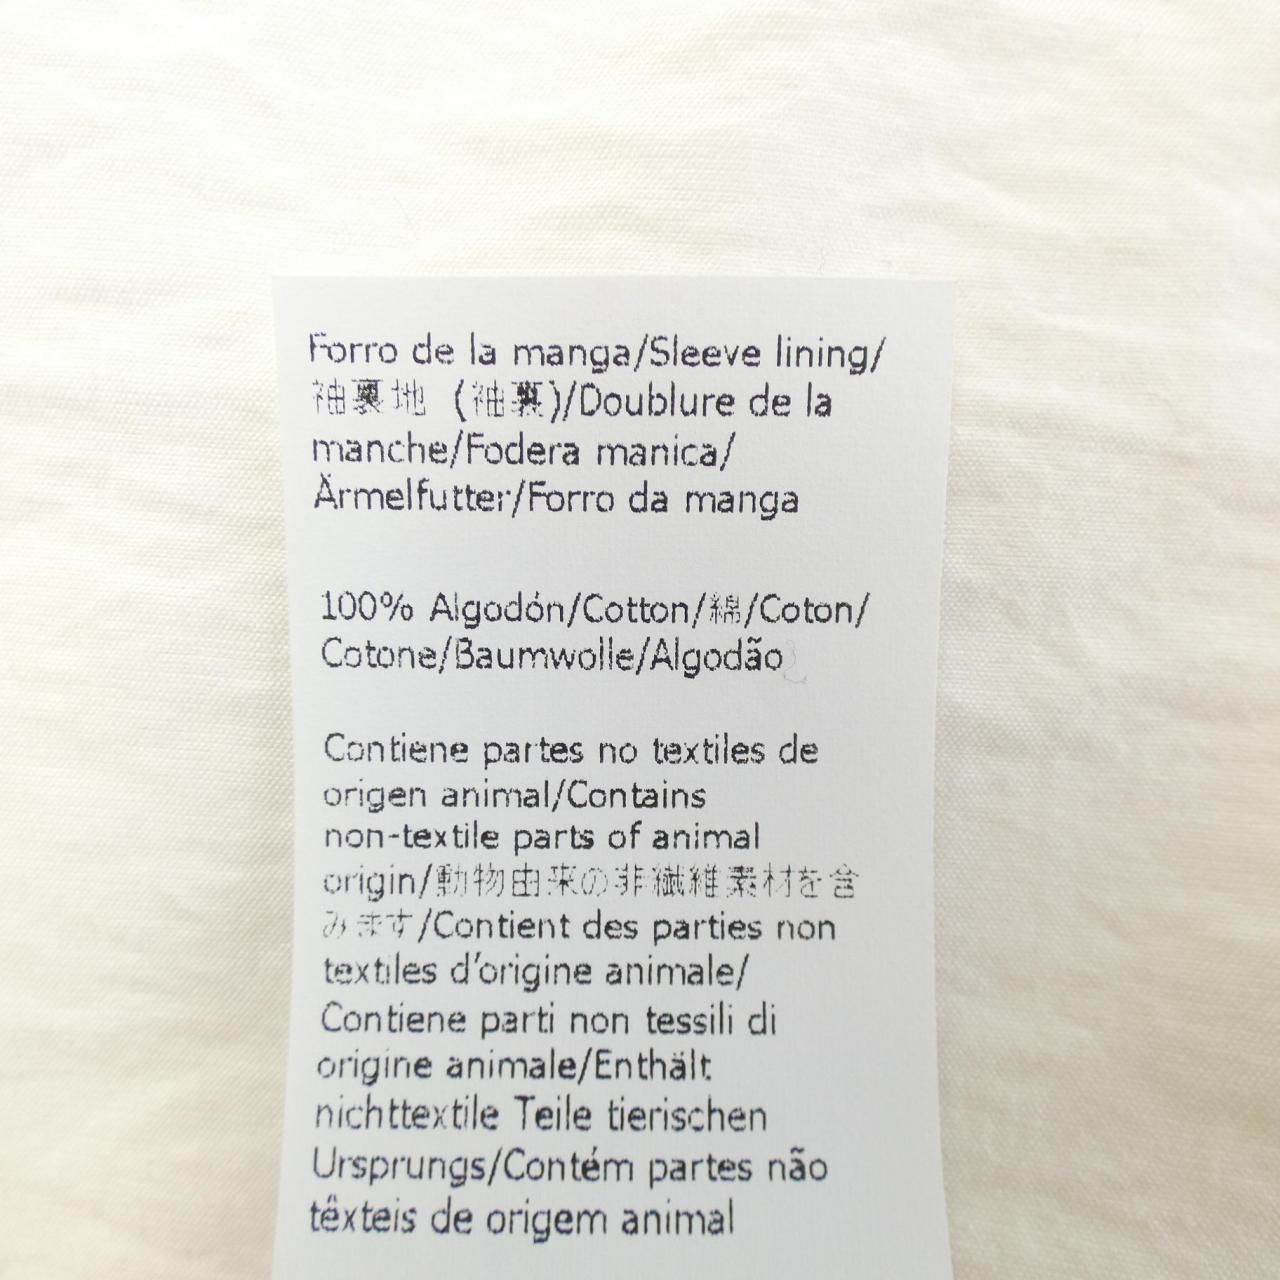 Forro de la manga/Sleeve lining/
袖裏地 (袖裏)/Doublure de la
manche/Fodera manica/
Ärmelfutter/Forro da manga
100% Algodón/Cotton/綿/Coton/
Cotone/Baumwolle/Algodão
Contiene partes no textiles de
origen animal/Contains
non-textile parts of animal
origin/動物由来の非繊維素材を含
みます/Contient des parties non
textiles d'origine animale/
Contiene parti non tessili di
origine animale/Enthält
nichttextile Teile tierischen
Ursprungs/Contém partes não
têxteis de origem animal